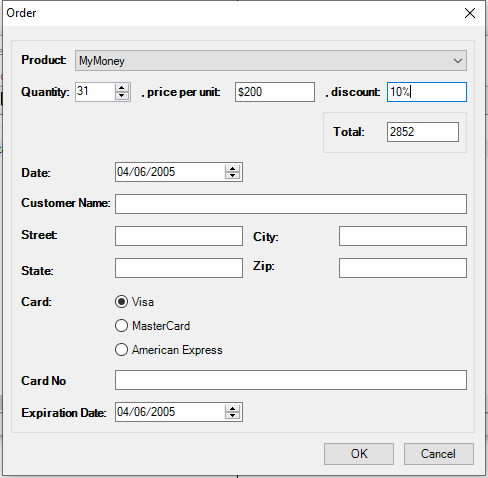 Order
Product: MyMoney
Quantity: 31 , price per unit: $200 , discount: 10%
Total: 2852
Date: 04/06/2005
Customer Name:
Street: City:
State: Zip:
Card: Visa
MasterCard
American Express
Card No
Expiration Date: 04/06/2005
OK Cancel